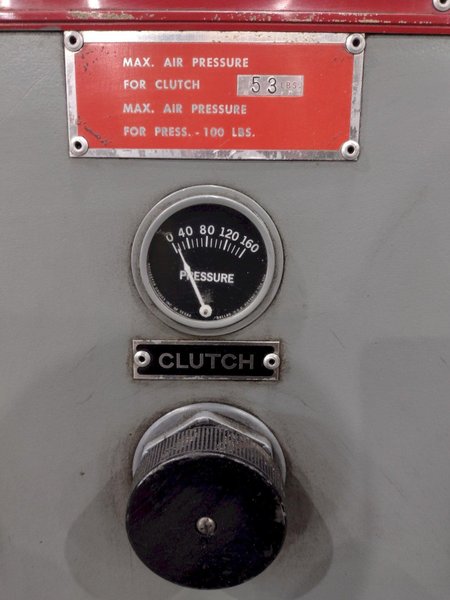 MAX. AIR PRESSURE
FOR CLUTCH 53 LBS.
MAX. AIR PRESSURE
FOR PRESS. - 100 LBS.
0 40 80 120 160
PRESSURE
CLUTCH